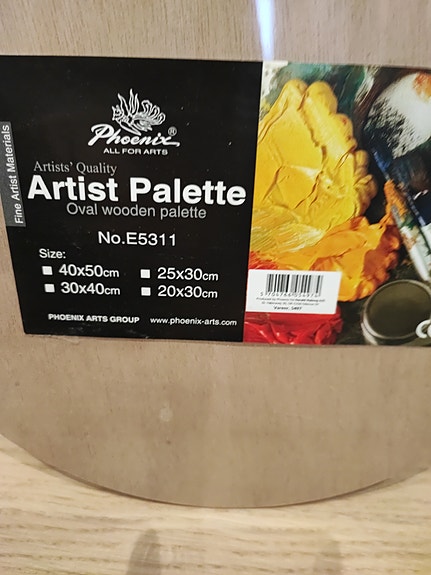 Fine Artist Materials
Phoenix®
ALL FOR ARTS
Artists' Quality
Artist Palette
Oval wooden palette
No.E5311
Size:
40x50cm
25x30cm
30x40cm
20x30cm
PHOENIX ARTS GROUP
www.phoenix-arts.com